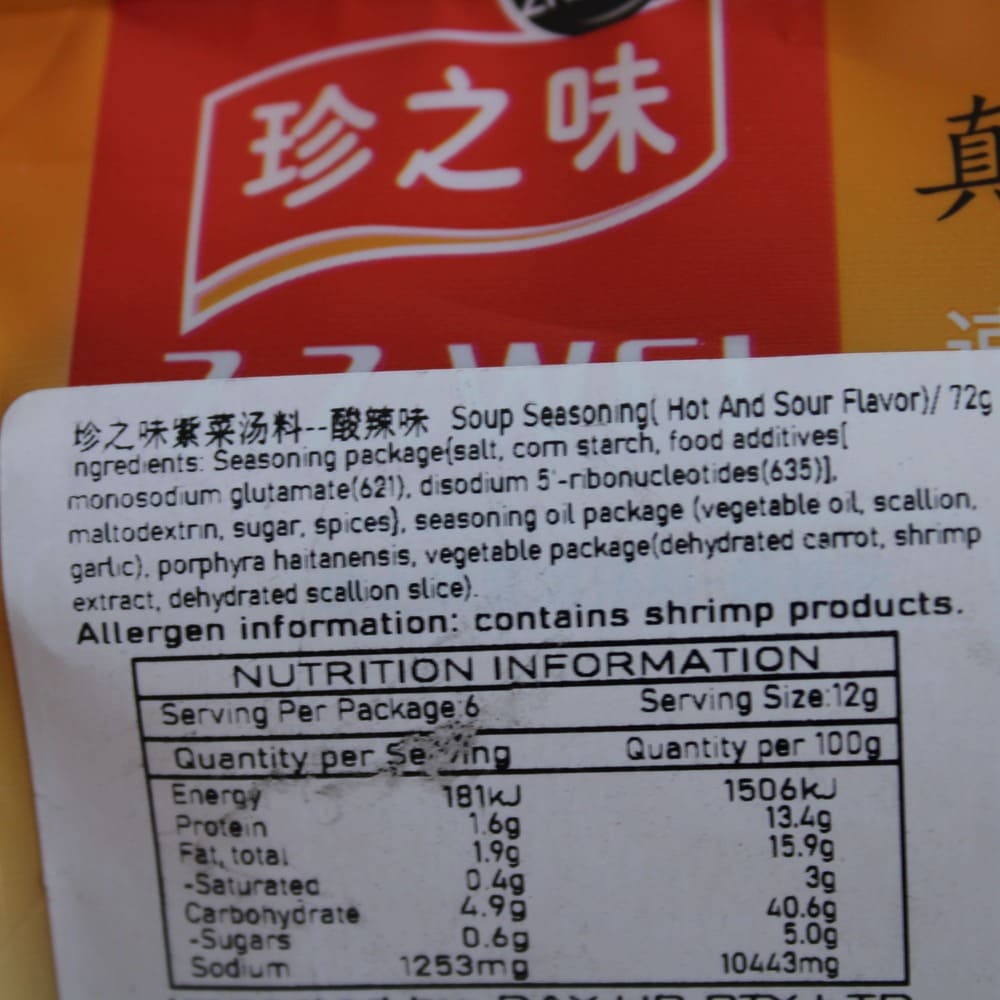 珍之味
真
Z Z WEI
珍之味紫菜汤料--酸辣味 Soup Seasoning( Hot And Sour Flavor)/ 72g
ngredients: Seasoning package{salt, corn starch, food additives[
monosodium glutamate(621), disodium 5'-ribonucleotides(635)],
maltodextrin, sugar, spices}, seasoning oil package (vegetable oil, scallion,
garlic), porphyra haitanensis, vegetable package(dehydrated carrot, shrimp
extract, dehydrated scallion slice).
Allergen information: contains shrimp products.
NUTRITION INFORMATION
Serving Per Package:6 Serving Size:12g
Quantity per Serving Quantity per 100g
Energy 181kJ 1506kJ
Protein 1.6g 13.4g
Fat, total 1.9g 15.9g
-Saturated 0.4g 3g
Carbohydrate 4.9g 40.6g
-Sugars 0.6g 5.0g
Sodium 1253mg 10443mg